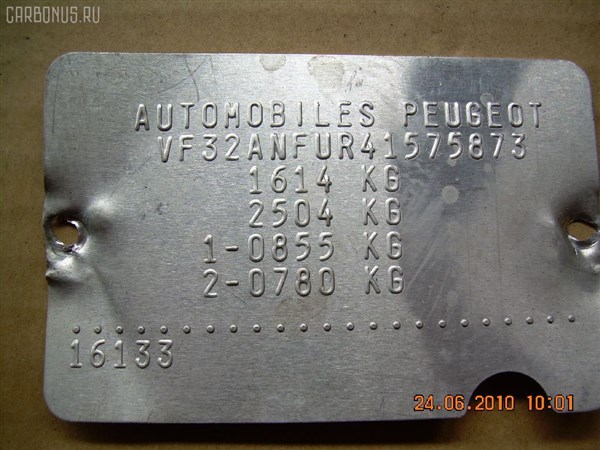 CARBONUS.RU
AUTOMOBILES PEUGEOT
VF32ANFUR41575873
1614 KG
2504 KG
1-0855 KG
2-0780 KG
16133
24.06.2010 10:01